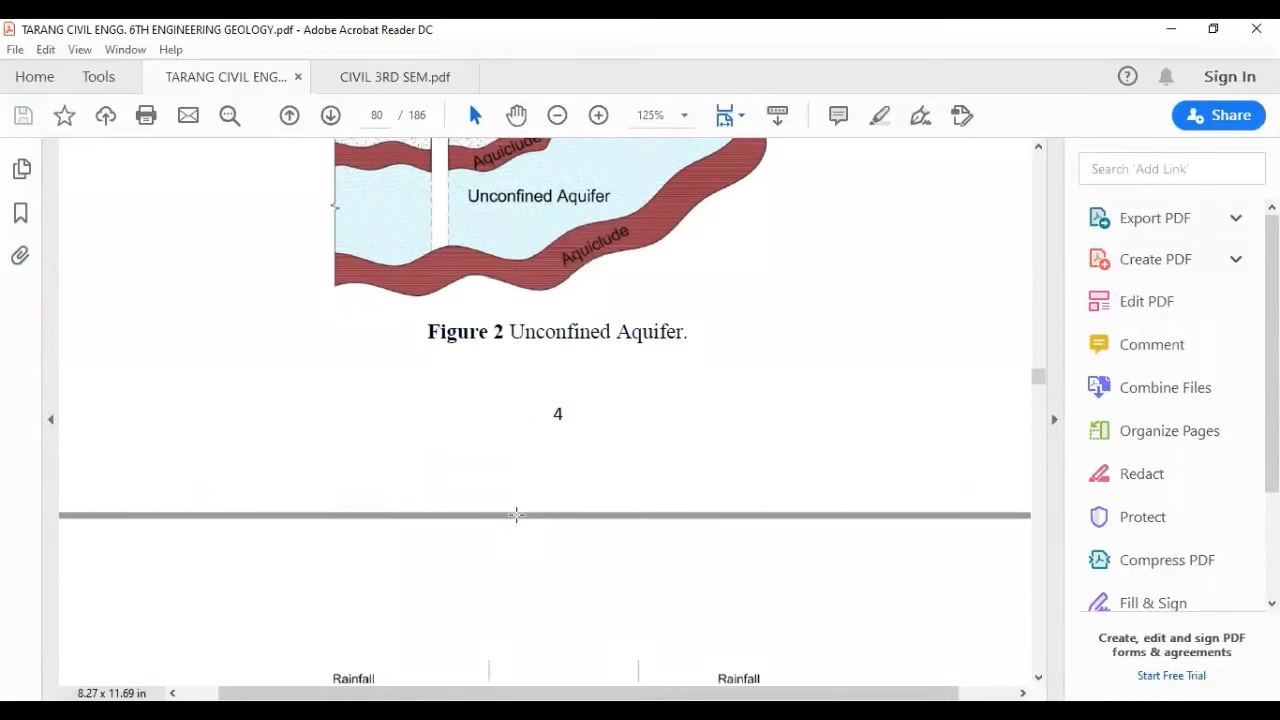 TARANG CIVIL ENGG. 6TH ENGINEERING GEOLOGY.pdf - Adobe Acrobat Reader DC
File Edit View Window Help
Home Tools TARANG CIVIL ENG... × CIVIL 3RD SEM.pdf Sign In
80 / 186 125% Share
Aquiclude
Unconfined Aquifer
Aquiclude
Figure 2 Unconfined Aquifer.
4
Rainfall Rainfall
8.27 x 11.69 in
Search 'Add Link'
Export PDF
Create PDF
Edit PDF
Comment
Combine Files
Organize Pages
Redact
Protect
Compress PDF
Fill & Sign
Create, edit and sign PDF
forms & agreements
Start Free Trial